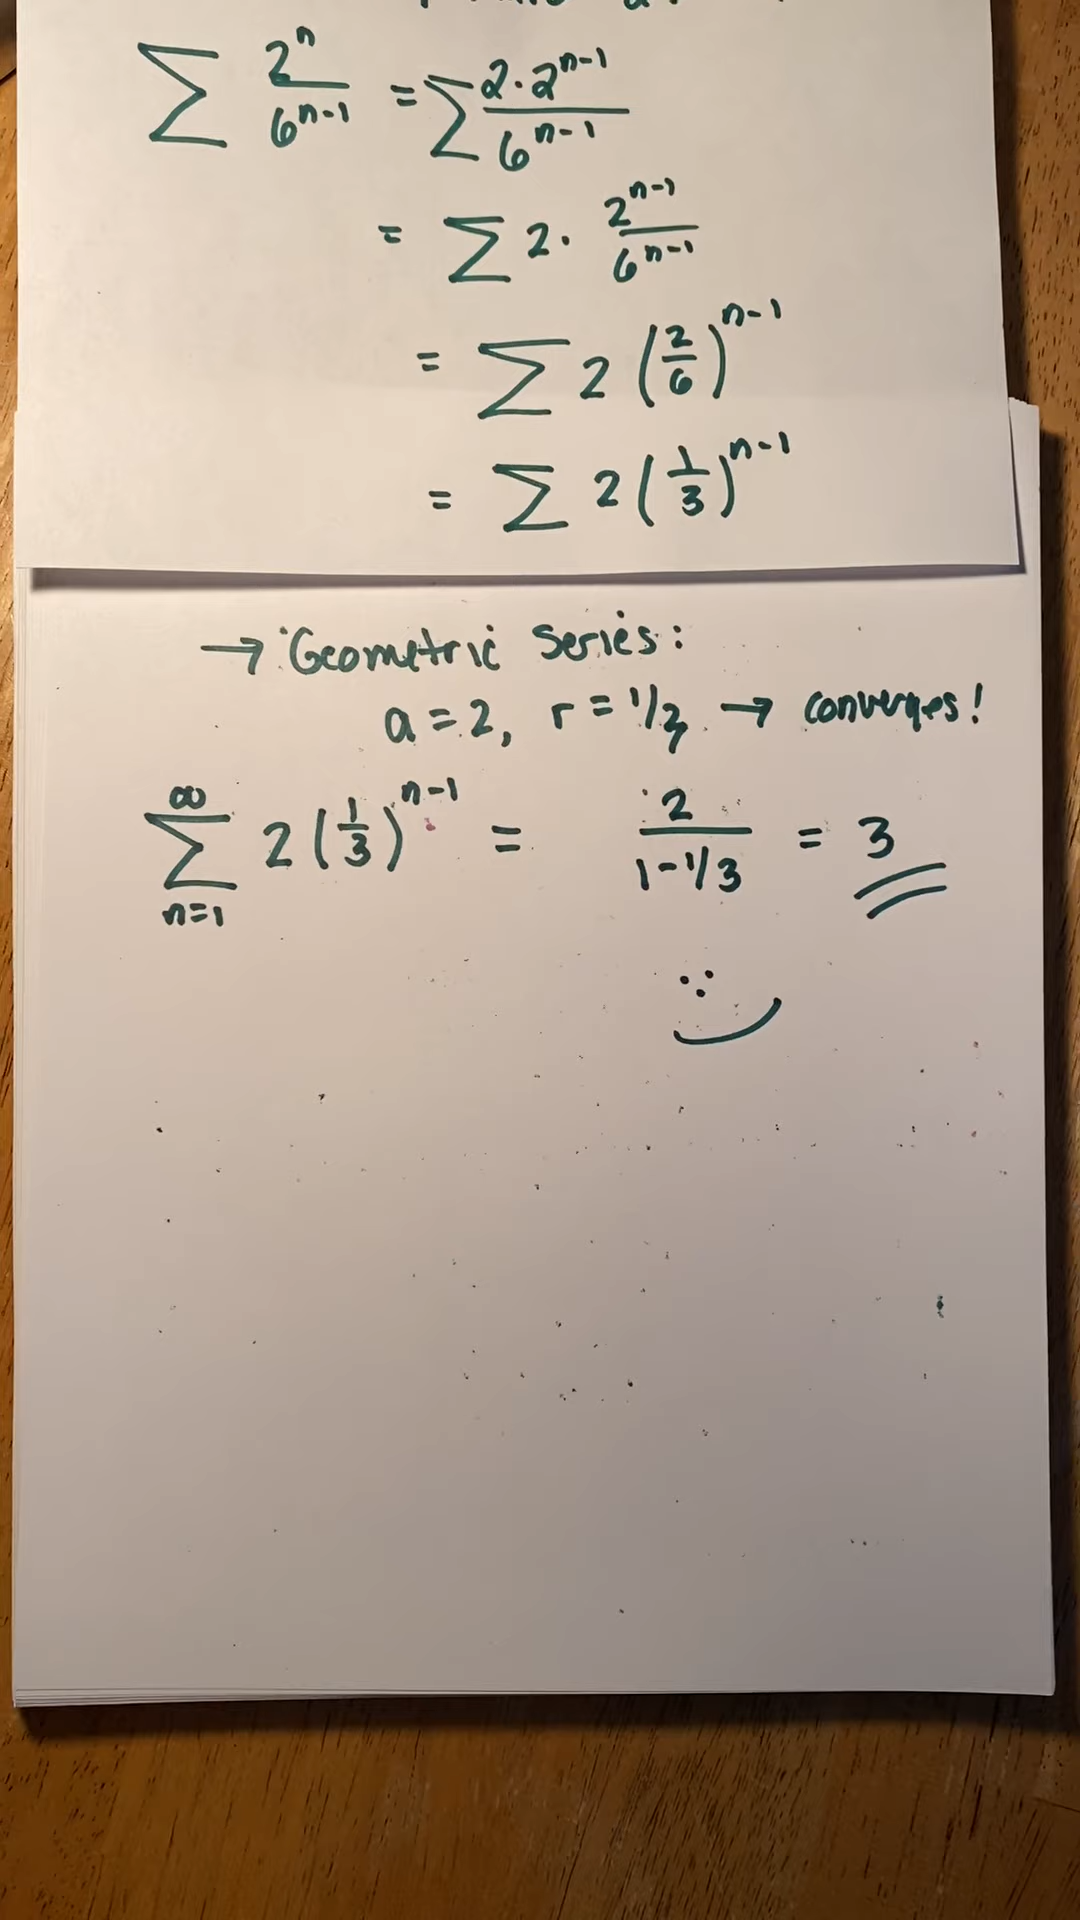 ∑ 2^n / 6^(n-1) = ∑ 2·2^(n-1) / 6^(n-1)
= ∑ 2· 2^(n-1) / 6^(n-1)
= ∑ 2 (2/6)^(n-1)
= ∑ 2 (1/3)^(n-1)
→ Geometric Series:
a = 2, r = 1/3 → converges!
∞
∑ 2 (1/3)^(n-1) = 2 / (1-1/3) = 3
n=1